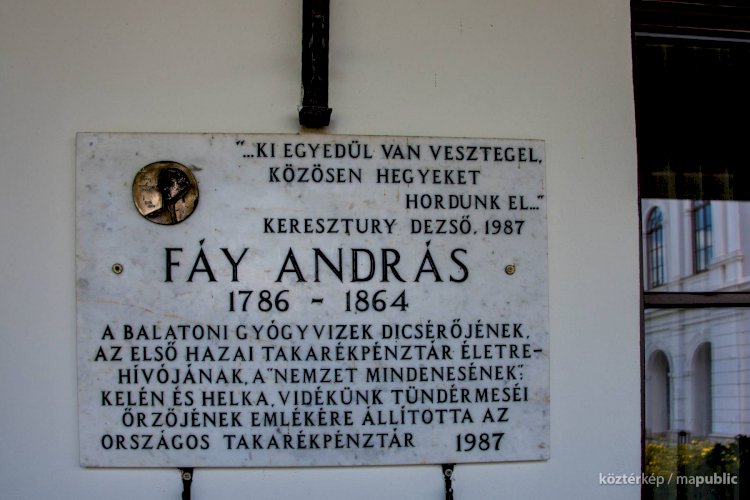 "...KI EGYEDÜL VAN VESZTEGEL,
KÖZÖSEN HEGYEKET
HORDUNK EL..."
KERESZTURY DEZSŐ, 1987
FÁY ANDRÁS
1786 - 1864
A BALATONI GYÓGYVIZEK DICSÉRŐJÉNEK,
AZ ELSŐ HAZAI TAKARÉKPÉNZTÁR ÉLETRE-
HÍVÓJÁNAK, A "NEMZET MINDENESÉNEK":
KELÉN ÉS HELKA, VIDÉKÜNK TÜNDÉRMESÉI
ŐRZŐJÉNEK EMLÉKÉRE ÁLLÍTOTTA AZ
ORSZÁGOS TAKARÉKPÉNZTÁR 1987
köztérkép / mapublic